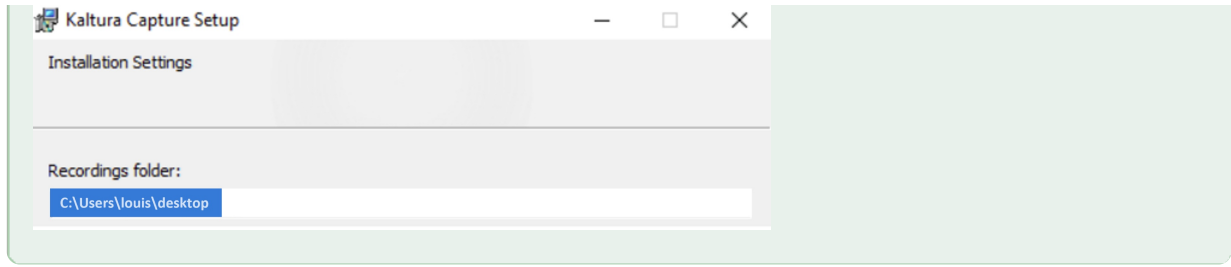 Kaltura Capture Setup
Installation Settings
Recordings folder:
C:\Users\louis\desktop